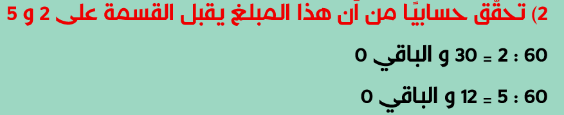 2) تحقّق حسابيّا من أن هذا المبلغ يقبل القسمة على 2 و 5
60 : 2 = 30 و الباقي 0
60 : 5 = 12 و الباقي 0